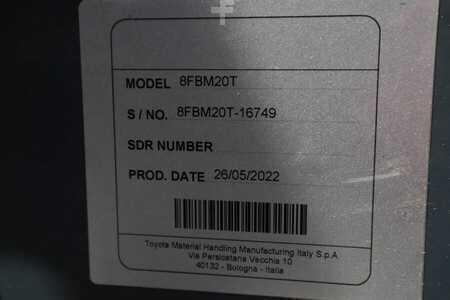 MODEL 8FBM20T
S / NO. 8FBM20T-16749
SDR NUMBER
PROD. DATE 26/05/2022
Toyota Material Handling Manufacturing Italy S.p.A
Via Persicetana Vecchia 10
40132 - Bologna - Italia